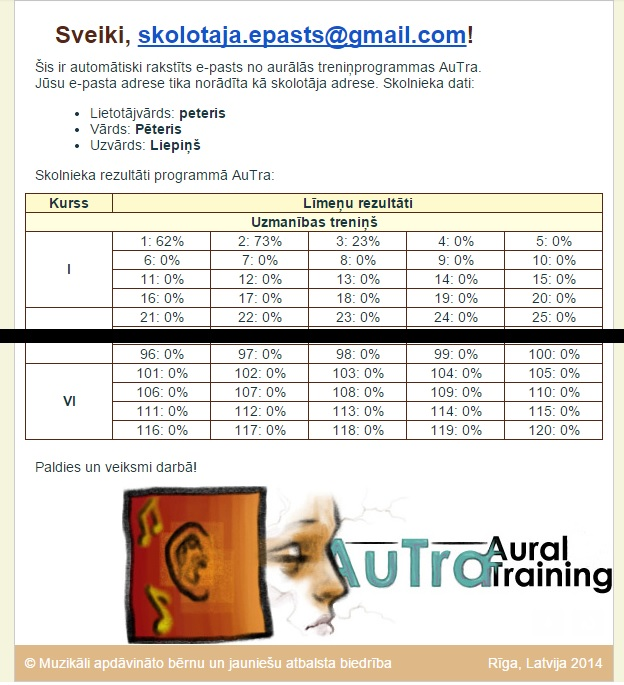 Sveiki, skolotaja.epasts@gmail.com!
Šis ir automātiski rakstīts e-pasts no aurālās treniņprogrammas AuTra.
Jūsu e-pasta adrese tika norādīta kā skolotāja adrese. Skolnieka dati:
Lietotājvārds: peteris
Vārds: Pēteris
Uzvārds: Liepiņš
Skolnieka rezultāti programmā AuTra:
Kurss Līmeņu rezultāti
Uzmanības treniņš
I
1: 62% 2: 73% 3: 23% 4: 0% 5: 0%
6: 0% 7: 0% 8: 0% 9: 0% 10: 0%
11: 0% 12: 0% 13: 0% 14: 0% 15: 0%
16: 0% 17: 0% 18: 0% 19: 0% 20: 0%
21: 0% 22: 0% 23: 0% 24: 0% 25: 0%
96: 0% 97: 0% 98: 0% 99: 0% 100: 0%
VI
101: 0% 102: 0% 103: 0% 104: 0% 105: 0%
106: 0% 107: 0% 108: 0% 109: 0% 110: 0%
111: 0% 112: 0% 113: 0% 114: 0% 115: 0%
116: 0% 117: 0% 118: 0% 119: 0% 120: 0%
Paldies un veiksmi darbā!
AuTra Aural
Training
© Muzikāli apdāvināto bērnu un jauniešu atbalsta biedrība Rīga, Latvija 2014